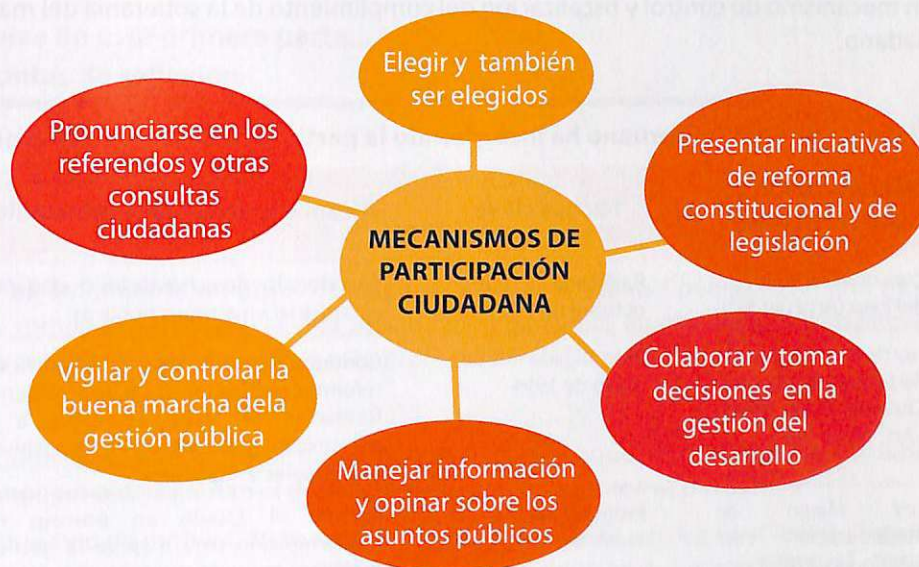 Elegir y también
ser elegidos
Pronunciarse en los
referendos y otras
consultas
ciudadanas
Presentar iniciativas
de reforma
constitucional y de
legislación
MECANISMOS DE
PARTICIPACIÓN
CIUDADANA
Vigilar y controlar la
buena marcha dela
gestión pública
Colaborar y tomar
decisiones en la
gestión del
desarrollo
Manejar información
y opinar sobre los
asuntos públicos